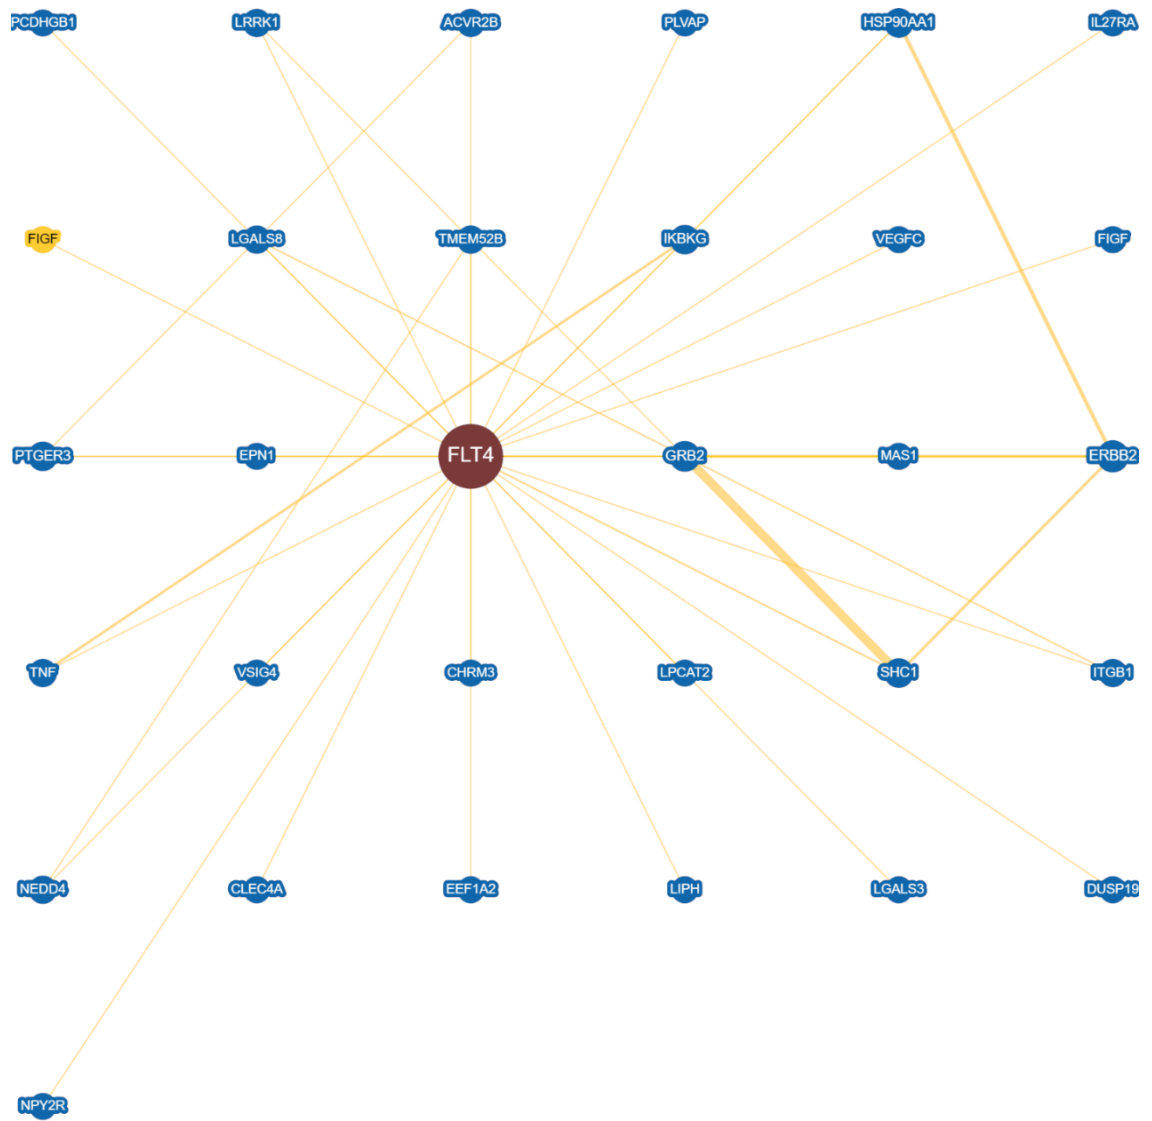 PCDHGB1 LRRK1 ACVR2B PLVAP HSP90AA1 IL27RA
FIGF LGALS8 TMEM52B IKBKG VEGFC FIGF
PTGER3 EPN1 FLT4 GRB2 MAS1 ERBB2
TNF VSIG4 CHRM3 LPCAT2 SHC1 ITGB1
NEDD4 CLEC4A EEF1A2 LIPH LGALS3 DUSP19
NPY2R